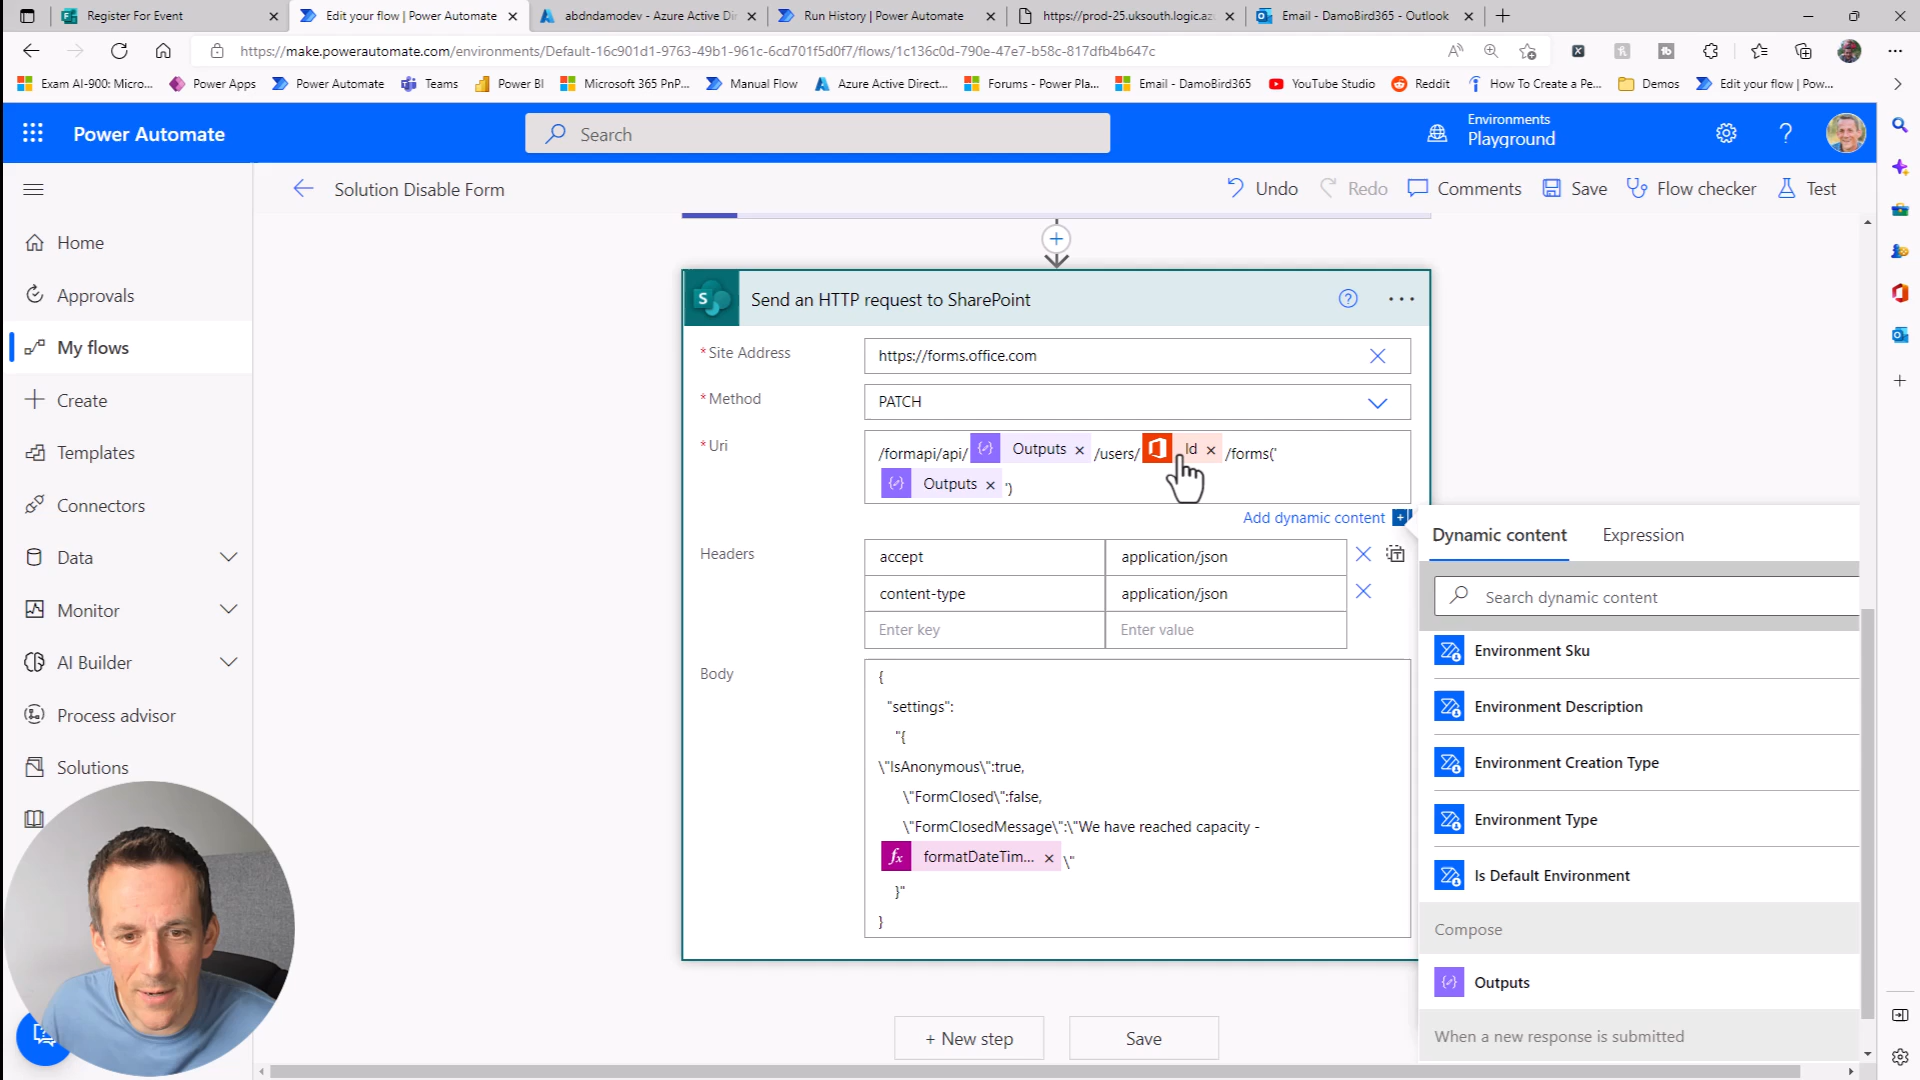 Register For Event
Edit your flow | Power Automate
abdndamodev - Azure Active Di
Run History | Power Automate
https://prod-25.uksouth.logic.az
Email - DamoBird365 - Outlook
https://make.powerautomate.com/environments/Default-16c901d1-9763-49b1-961c-6cd701f5d0f7/flows/1c136c0d-790e-47e7-b58c-817dfb4b647c
Exam AI-900: Micro...
Power Apps
Power Automate
Teams
Power BI
Microsoft 365 PnP...
Manual Flow
Azure Active Direct...
Forums - Power Pla...
Email - DamoBird365
YouTube Studio
Reddit
How To Create a Pe...
Demos
Edit your flow | Pow...
Power Automate
Search
Environments
Playground
Solution Disable Form
Undo
Redo
Comments
Save
Flow checker
Test
Home
Approvals
My flows
Create
Templates
Connectors
Data
Monitor
AI Builder
Process advisor
Solutions
Send an HTTP request to SharePoint
* Site Address
https://forms.office.com
* Method
PATCH
* Uri
/formapi/api/ Outputs × /users/ Id × /forms('
Outputs × ')
Add dynamic content
Headers
accept
application/json
content-type
application/json
Enter key
Enter value
Body
{
"settings":
"{
\"IsAnonymous\":true,
\"FormClosed\":false,
\"FormClosedMessage\":\"We have reached capacity -
fx formatDateTim... × \"
}"
}
+ New step
Save
Dynamic content
Expression
Search dynamic content
Environment Sku
Environment Description
Environment Creation Type
Environment Type
Is Default Environment
Compose
Outputs
When a new response is submitted